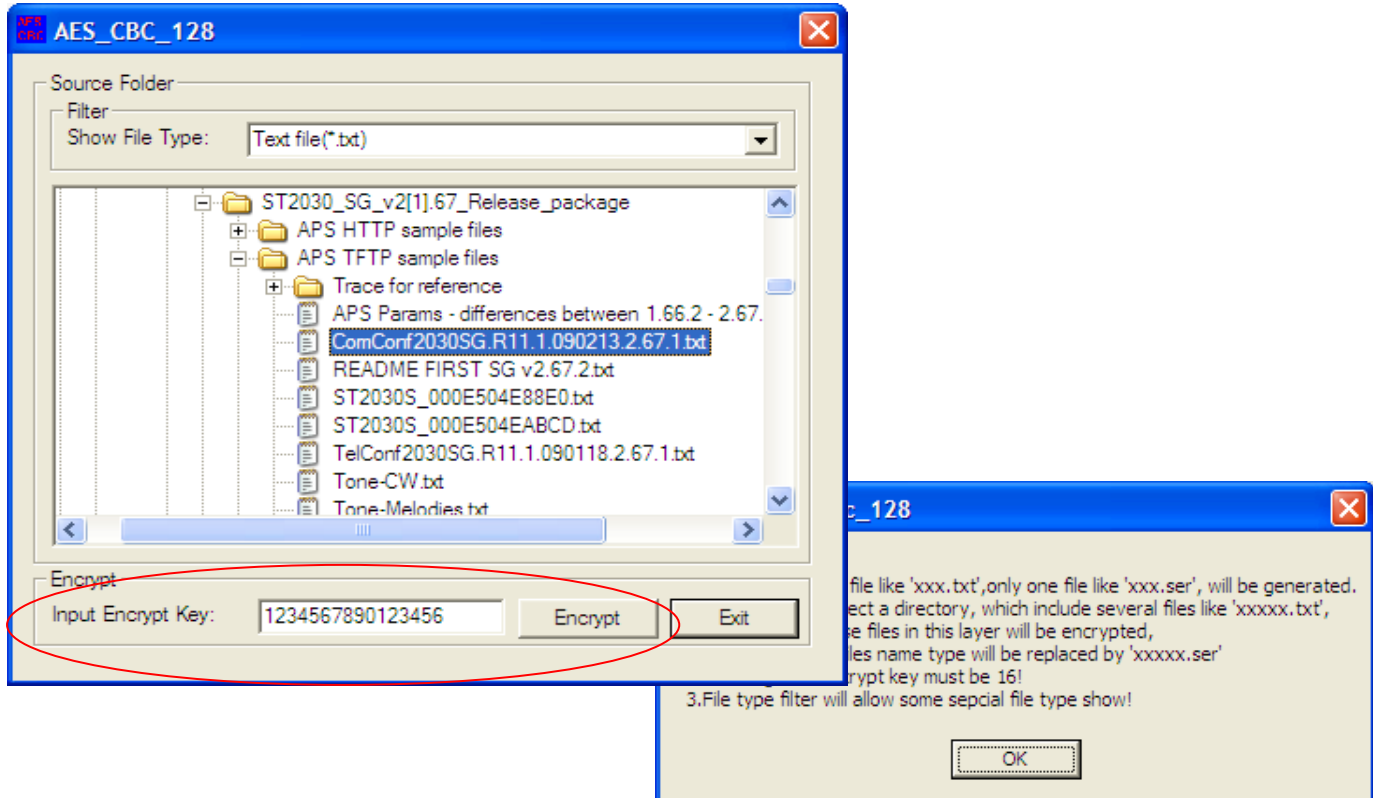 AES CBC AES_CBC_128
Source Folder
Filter
Show File Type: Text file(*.txt)
ST2030_SG_v2[1].67_Release_package
APS HTTP sample files
APS TFTP sample files
Trace for reference
APS Params - differences between 1.66.2 - 2.67.
ComConf2030SG.R11.1.090213.2.67.1.txt
README FIRST SG v2.67.2.txt
ST2030S_000E504E88E0.txt
ST2030S_000E504EABCD.txt
TelConf2030SG.R11.1.090118.2.67.1.txt
Tone-CW.txt
Tone-Melodies.txt
Encrypt
Input Encrypt Key: 1234567890123456 Encrypt Exit
c_128
file like 'xxx.txt',only one file like 'xxx.ser', will be generated.
ect a directory, which include several files like 'xxxxx.txt',
se files in this layer will be encrypted,
les name type will be replaced by 'xxxxx.ser'
rypt key must be 16!
3.File type filter will allow some sepcial file type show!
OK